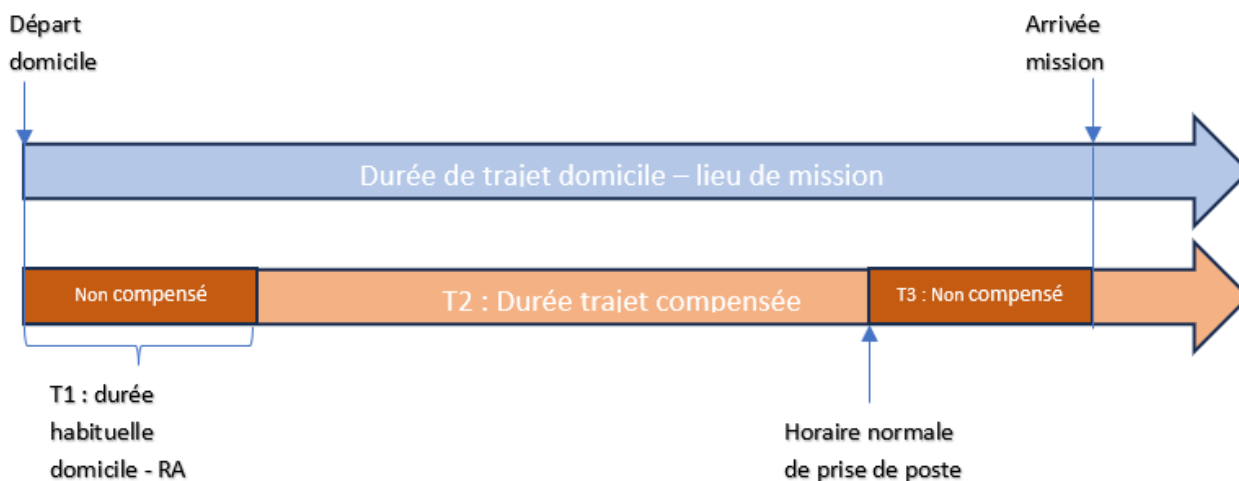 Départ
domicile
Arrivée
mission
Durée de trajet domicile – lieu de mission
Non compensé
T2 : Durée trajet compensée
T3 : Non compensé
T1 : durée
habituelle
domicile - RA
Horaire normale
de prise de poste